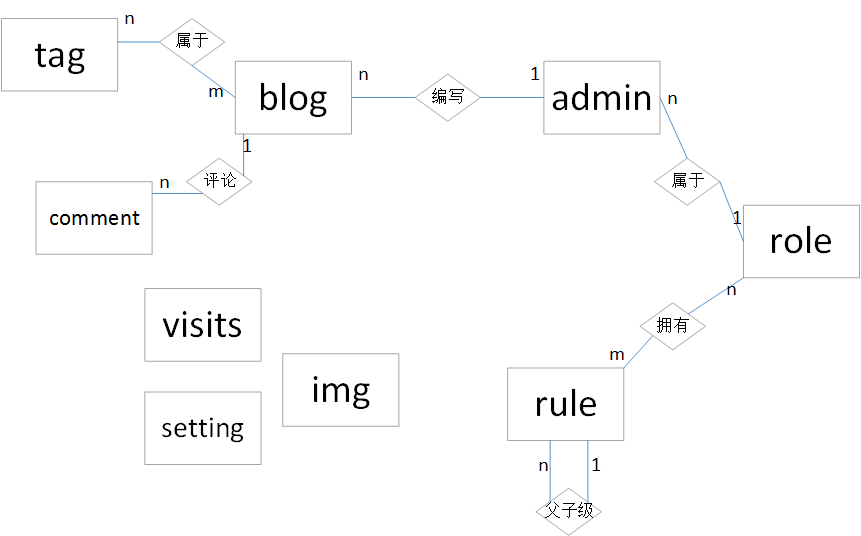 n
tag
属于
m
blog
n
编写
1
admin
n
属于
1
role
1
评论
n
comment
n
拥有
m
rule
n
1
父子级
visits
img
setting